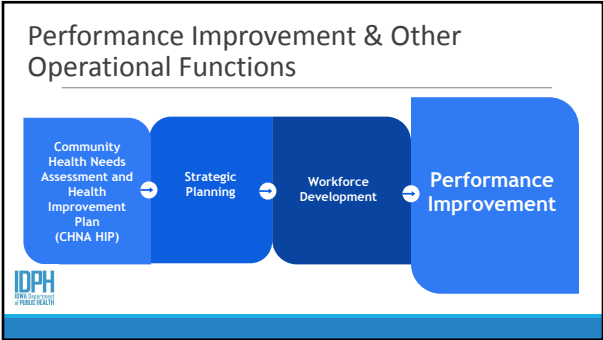 Performance Improvement & Other
Operational Functions
Community
Health Needs
Assessment and
Health
Improvement
Plan
(CHNA HIP)
Strategic
Planning
Workforce
Development
Performance
Improvement
IDPH
IOWA Department
of PUBLIC HEALTH